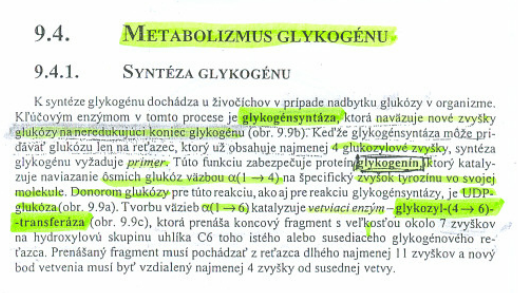 9.4. METABOLIZMUS GLYKOGÉNU
9.4.1. SYNTÉZA GLYKOGÉNU
K syntéze glykogénu dochádza u živočíchov v prípade nadbytku glukózy v organizme.
Kľúčovým enzýmom v tomto procese je glykogénsyntáza, ktorá naväzuje nové zvyšky
glukózy na neredukujúci koniec glykogénu (obr. 9.9b). Keďže glykogénsyntáza môže pri-
dávať glukózu len na reťazec, ktorý už obsahuje najmenej 4 glukozylové zvyšky, syntéza
glykogénu vyžaduje primer. Túto funkciu zabezpečuje proteín glykogenín, ktorý kataly-
zuje naviazanie ôsmich glukóz väzbou α(1 → 4) na špecifický zvyšok tyrozínu vo svojej
molekule. Donorom glukózy pre túto reakciu, ako aj pre reakciu glykogénsyntázy, je UDP-
glukóza (obr. 9.9a). Tvorbu väzieb α(1 → 6) katalyzuje vetviaci enzým – glykozyl-(4 → 6)-
-transferáza (obr. 9.9c), ktorá prenáša koncový fragment s veľkosťou okolo 7 zvyškov
na hydroxylovú skupinu uhlíka C6 toho istého alebo susediaceho glykogénového re-
ťazca. Prenášaný fragment musí pochádzať z reťazca dlhého najmenej 11 zvyškov a nový
bod vetvenia musí byť vzdialený najmenej 4 zvyšky od susednej vetvy.